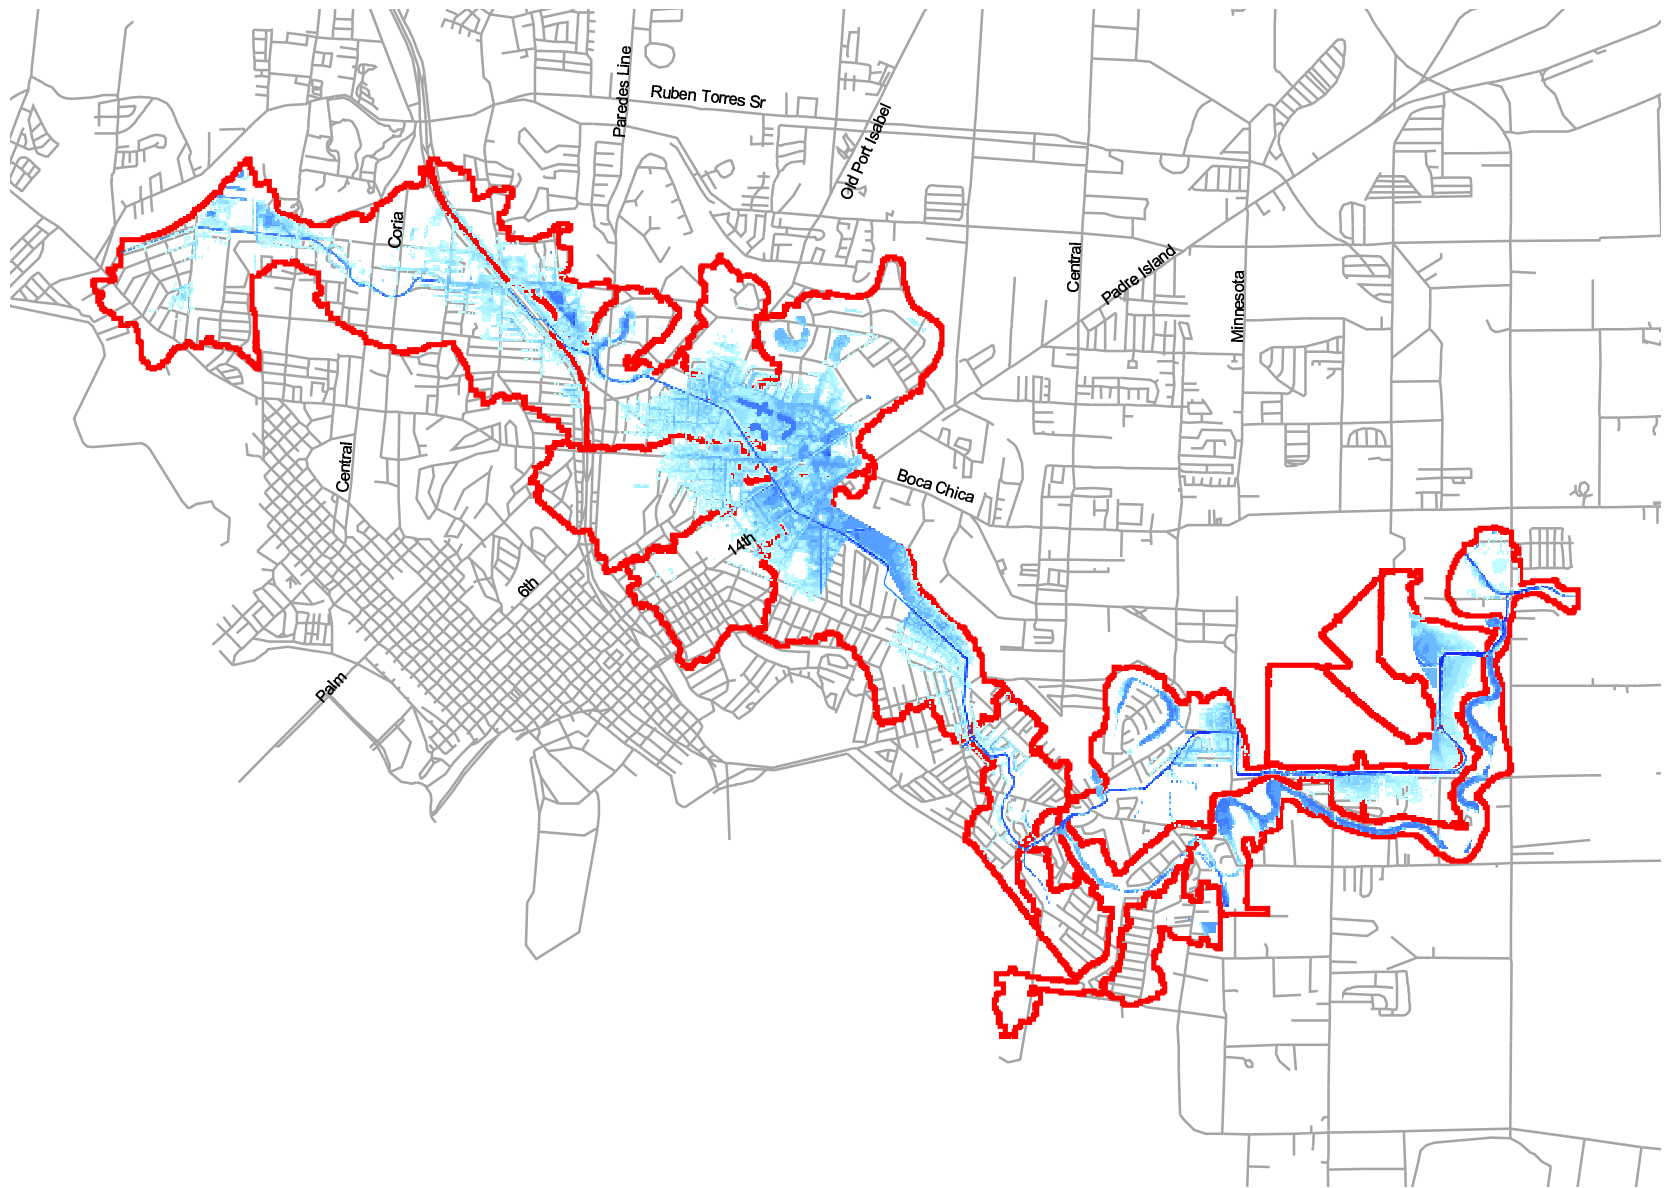 Paredes Line
Ruben Torres Sr
Old Port Isabel
Coria
Central
Padre Island
Minnesota
Central
Boca Chica
14th
6th
Palm